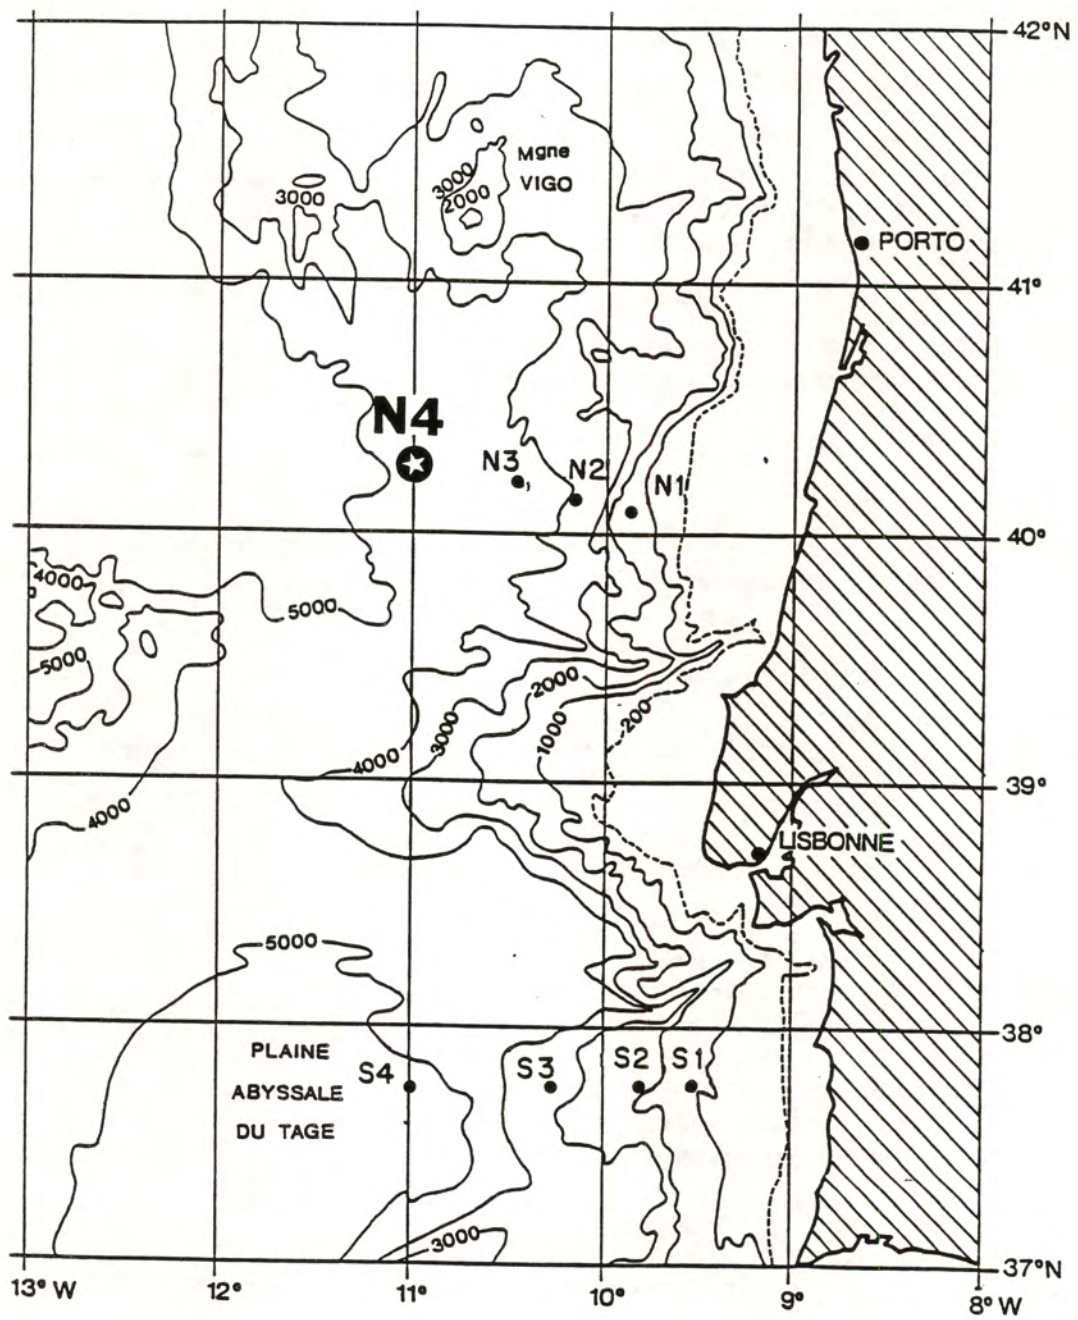 42°N
Mgne
VIGO
3000
2000
3000
PORTO
41°
N4
N3
N2
N1
40°
4000
5000
5000
2000
200
3000
1000
4000
39°
4000
LISBONNE
5000
38°
PLAINE
ABYSSALE
DU TAGE
S4
S3
S2
S1
3000
37°N
13° W
12°
11°
10°
9°
8° W